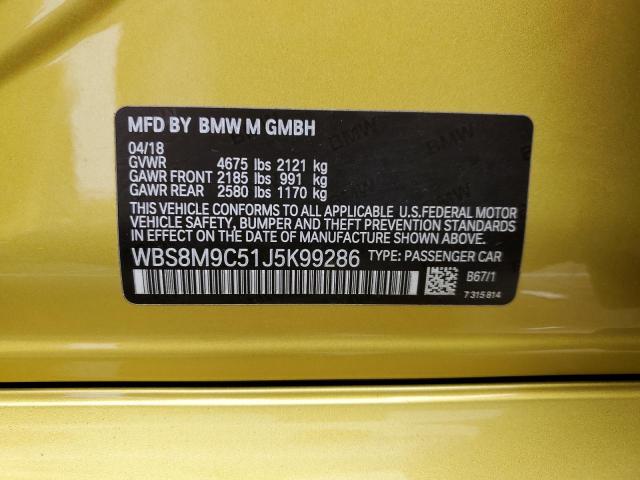 MFD BY BMW M GMBH
04/18
GVWR 4675 lbs 2121 kg
GAWR FRONT 2185 lbs 991 kg
GAWR REAR 2580 lbs 1170 kg
THIS VEHICLE CONFORMS TO ALL APPLICABLE U.S.FEDERAL MOTOR
VEHICLE SAFETY, BUMPER, AND THEFT PREVENTION STANDARDS
IN EFFECT ON THE DATE OF MANUFACTURE SHOWN ABOVE.
WBS8M9C51J5K99286 TYPE: PASSENGER CAR
B67/1
7 315 814